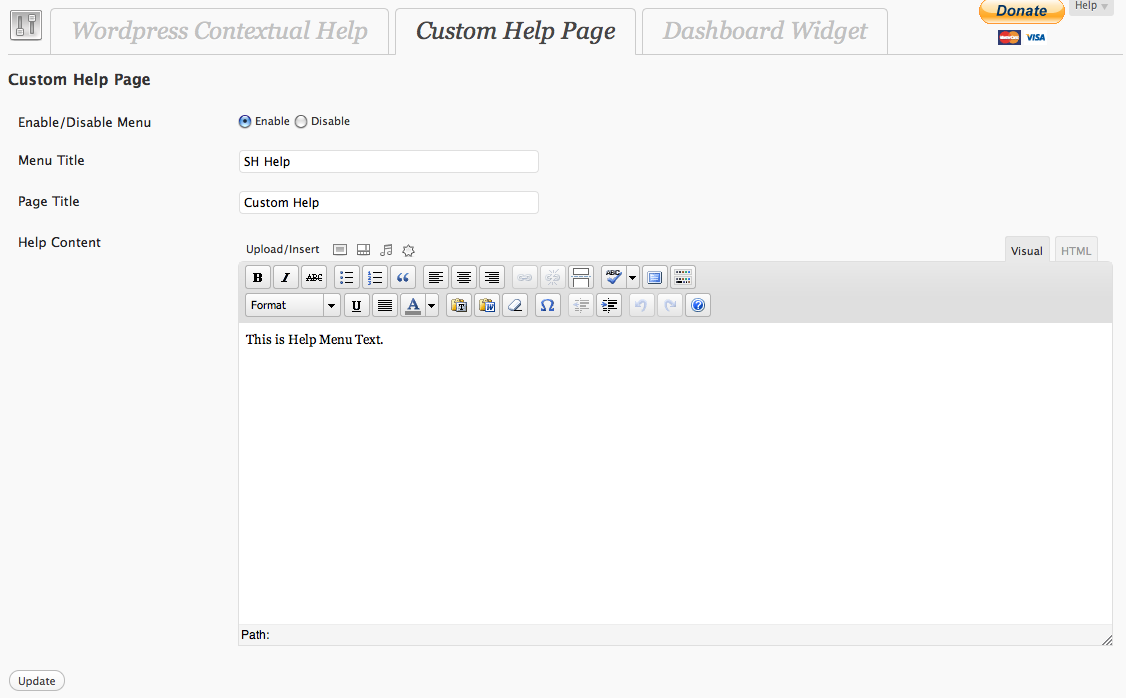 Wordpress Contextual Help
Custom Help Page
Dashboard Widget
Donate
VISA
Help
Custom Help Page
Enable/Disable Menu
Enable
Disable
Menu Title
SH Help
Page Title
Custom Help
Help Content
Upload/Insert
Visual
HTML
B I ABC
ABC
Format
U
A
This is Help Menu Text.
Path:
Update